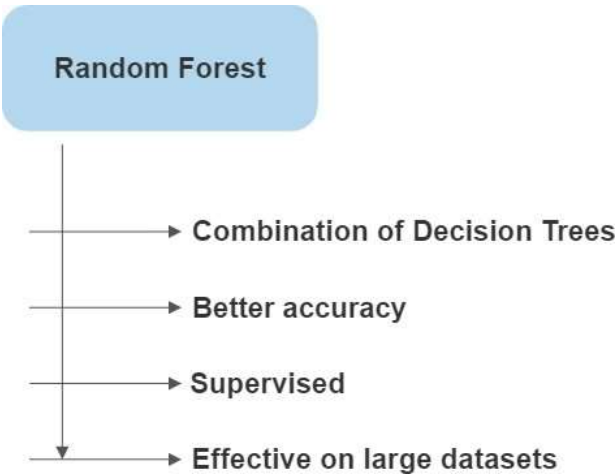 Random Forest
Combination of Decision Trees
Better accuracy
Supervised
Effective on large datasets